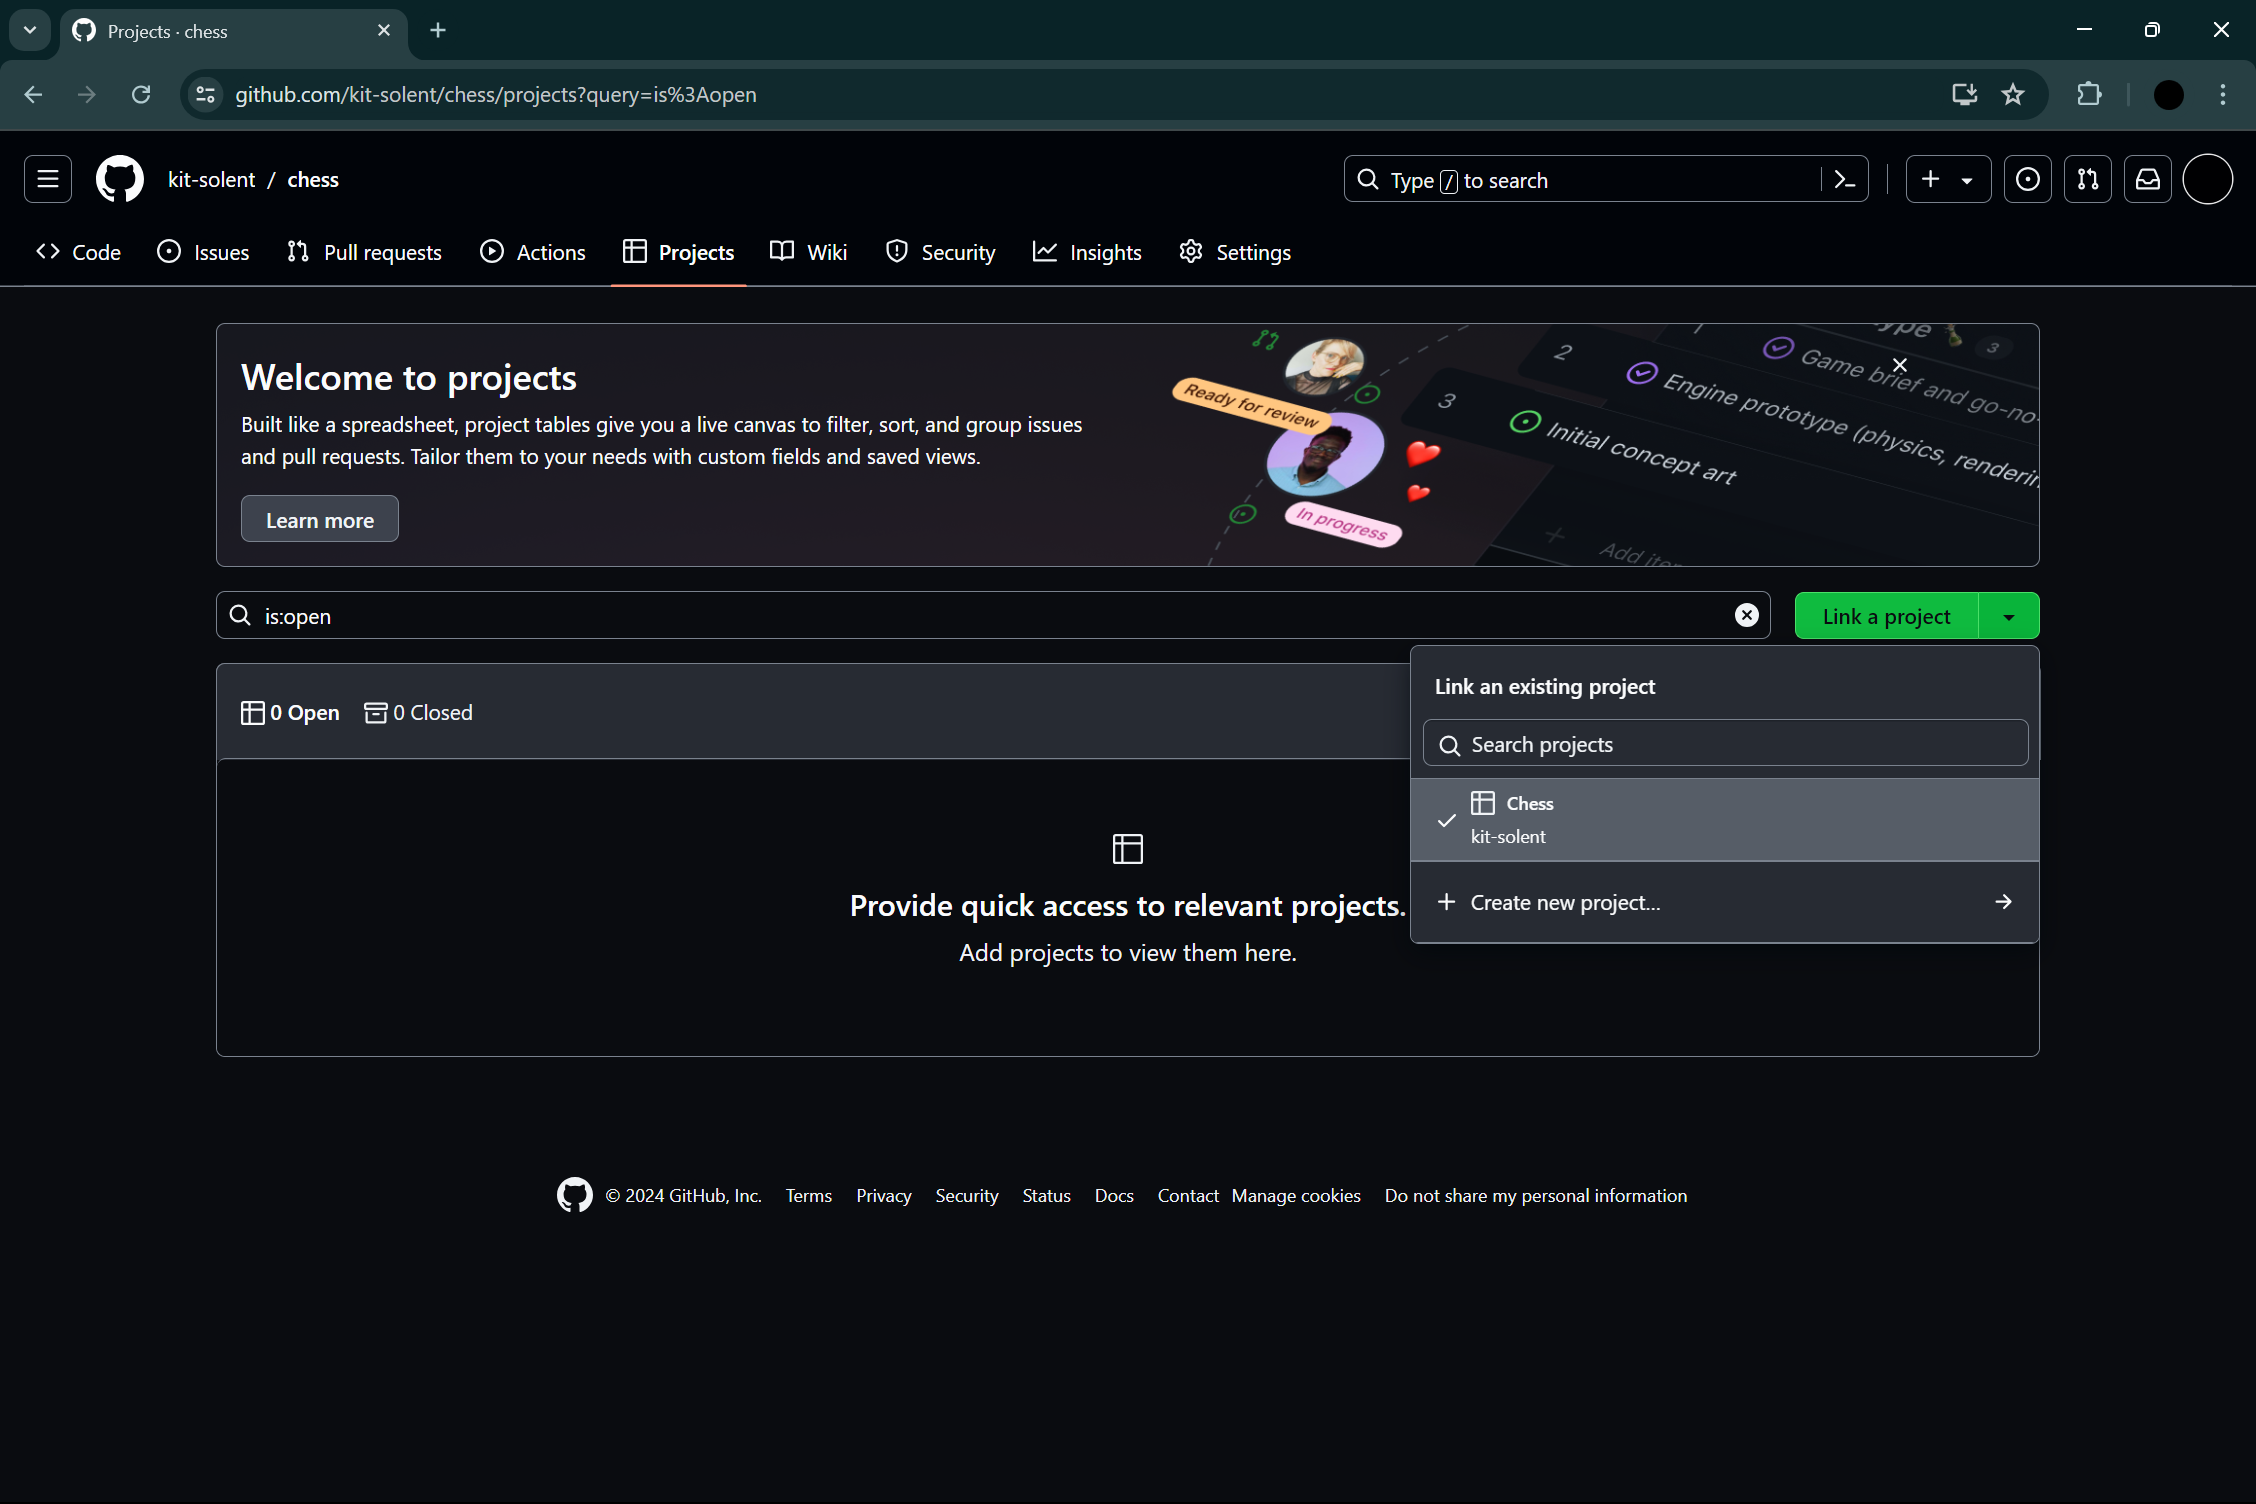 Projects · chess
github.com/kit-solent/chess/projects?query=is%3Aopen
kit-solent / chess
Type / to search
Code
Issues
Pull requests
Actions
Projects
Wiki
Security
Insights
Settings
Welcome to projects
Built like a spreadsheet, project tables give you a live canvas to filter, sort, and group issues
and pull requests. Tailor them to your needs with custom fields and saved views.
Learn more
Ready for review
In progress
3
2
Game brief and go-no-
Engine prototype (physics, renderin
3
Initial concept art
is:open
Link a project
0 Open
0 Closed
Link an existing project
Search projects
Chess
kit-solent
Create new project...
Provide quick access to relevant projects.
Add projects to view them here.
© 2024 GitHub, Inc.
Terms
Privacy
Security
Status
Docs
Contact
Manage cookies
Do not share my personal information